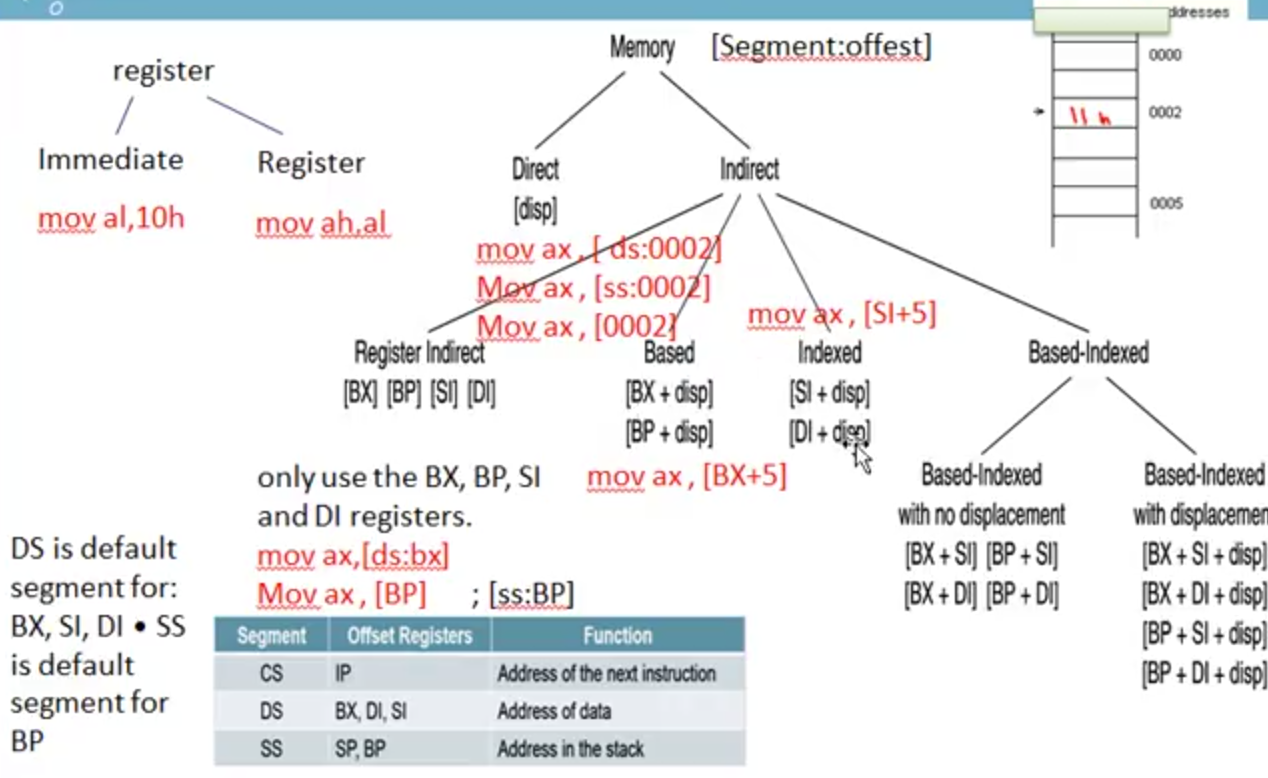 ddresses
Memory [Segment:offest]
0000
register
0002
11 h
Immediate Register
Direct
Indirect
[disp]
0005
mov al,10h
mov ah,al
mov ax , [ ds:0002]
Mov ax , [ss:0002]
Mov ax , [0002]
mov ax , [SI+5]
Register Indirect
[BX] [BP] [SI] [DI]
Based
[BX + disp]
[BP + disp]
Indexed
[SI + disp]
[DI + disp]
Based-Indexed
only use the BX, BP, SI
and DI registers.
mov ax , [BX+5]
mov ax,[ds:bx]
Mov ax , [BP] ; [ss:BP]
Based-Indexed
with no displacement
[BX + SI] [BP + SI]
[BX + DI] [BP + DI]
Based-Indexed
with displacemen
[BX + SI + disp]
[BX + DI + disp]
[BP + SI + disp]
[BP + DI + disp]
DS is default
segment for:
BX, SI, DI • SS
is default
segment for
BP
Segment Offset Registers Function
CS IP Address of the next instruction
DS BX, DI, SI Address of data
SS SP, BP Address in the stack